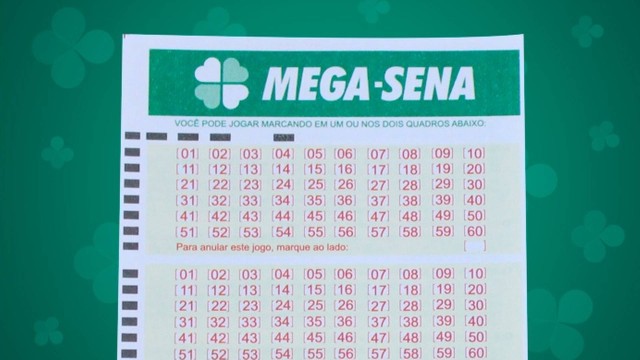 MEGA-SENA
VOCÊ PODE JOGAR MARCANDO EM UM OU NOS DOIS QUADROS ABAIXO:
[01] [02] [03] [04] [05] [06] [07] [08] [09] [10]
[11] [12] [13] [14] [15] [16] [17] [18] [19] [20]
[21] [22] [23] [24] [25] [26] [27] [28] [29] [30]
[31] [32] [33] [34] [35] [36] [37] [38] [39] [40]
[41] [42] [43] [44] [45] [46] [47] [48] [49] [50]
[51] [52] [53] [54] [55] [56] [57] [58] [59] [60]
Para anular este jogo, marque ao lado: [ ]
[01] [02] [03] [04] [05] [06] [07] [08] [09] [10]
[11] [12] [13] [14] [15] [16] [17] [18] [19] [20]
[21] [22] [23] [24] [25] [26] [27] [28] [29] [30]
[31] [32] [33] [34] [35] [36] [37] [38] [39] [40]
[41] [42] [43] [44] [45] [46] [47] [48] [49] [50]
[51] [52] [53] [54] [55] [56] [57] [58] [59] [60]